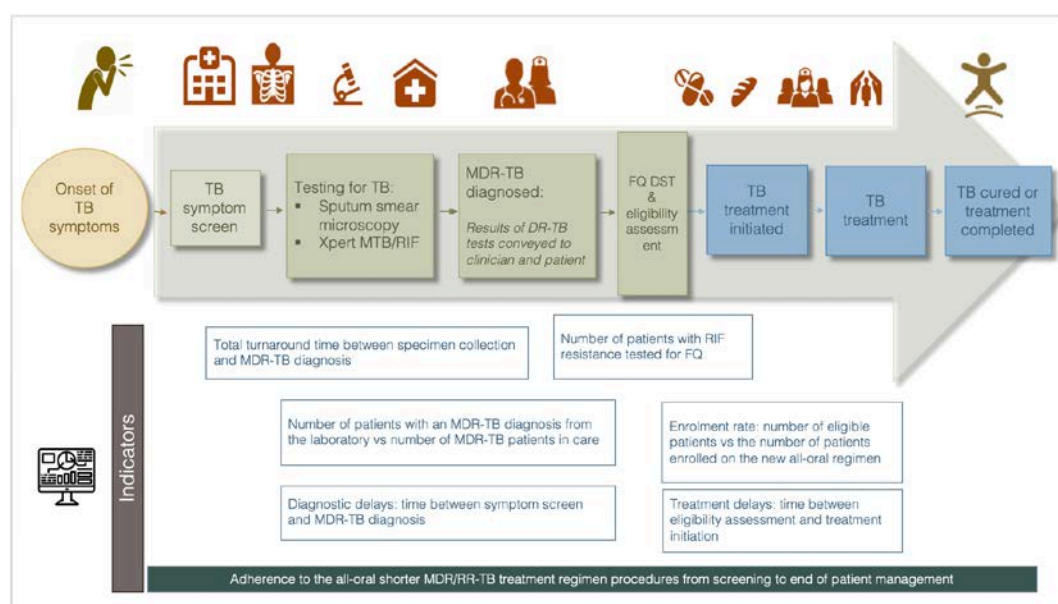 Onset of
TB
symptoms
TB
symptom
screen
Testing for TB:
▪ Sputum smear
microscopy
▪ Xpert MTB/RIF
MDR-TB
diagnosed:
Results of DR-TB
tests conveyed to
clinician and patient
FQ DST
&
eligibility
assessm
ent
TB
treatment
initiated
TB
treatment
TB cured or
treatment
completed
Indicators
Total turnaround time between specimen collection
and MDR-TB diagnosis
Number of patients with RIF
resistance tested for FQ
Number of patients with an MDR-TB diagnosis from
the laboratory vs number of MDR-TB patients in care
Enrolment rate: number of eligible
patients vs the number of patients
enrolled on the new all-oral regimen
Diagnostic delays: time between symptom screen
and MDR-TB diagnosis
Treatment delays: time between
eligibility assessment and treatment
initiation
Adherence to the all-oral shorter MDR/RR-TB treatment regimen procedures from screening to end of patient management